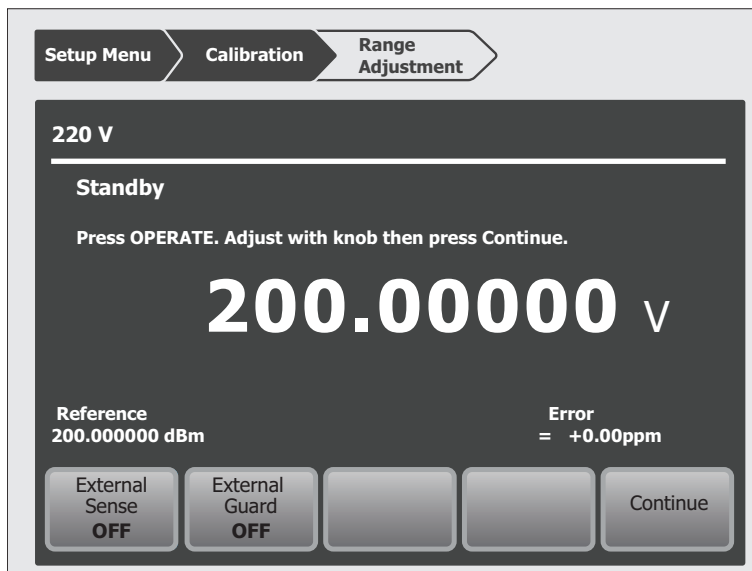 Setup Menu
Calibration
Range
Adjustment
220 V
Standby
Press OPERATE. Adjust with knob then press Continue.
200.00000 V
Reference
200.000000 dBm
Error
= +0.00ppm
External
Sense
OFF
External
Guard
OFF
Continue